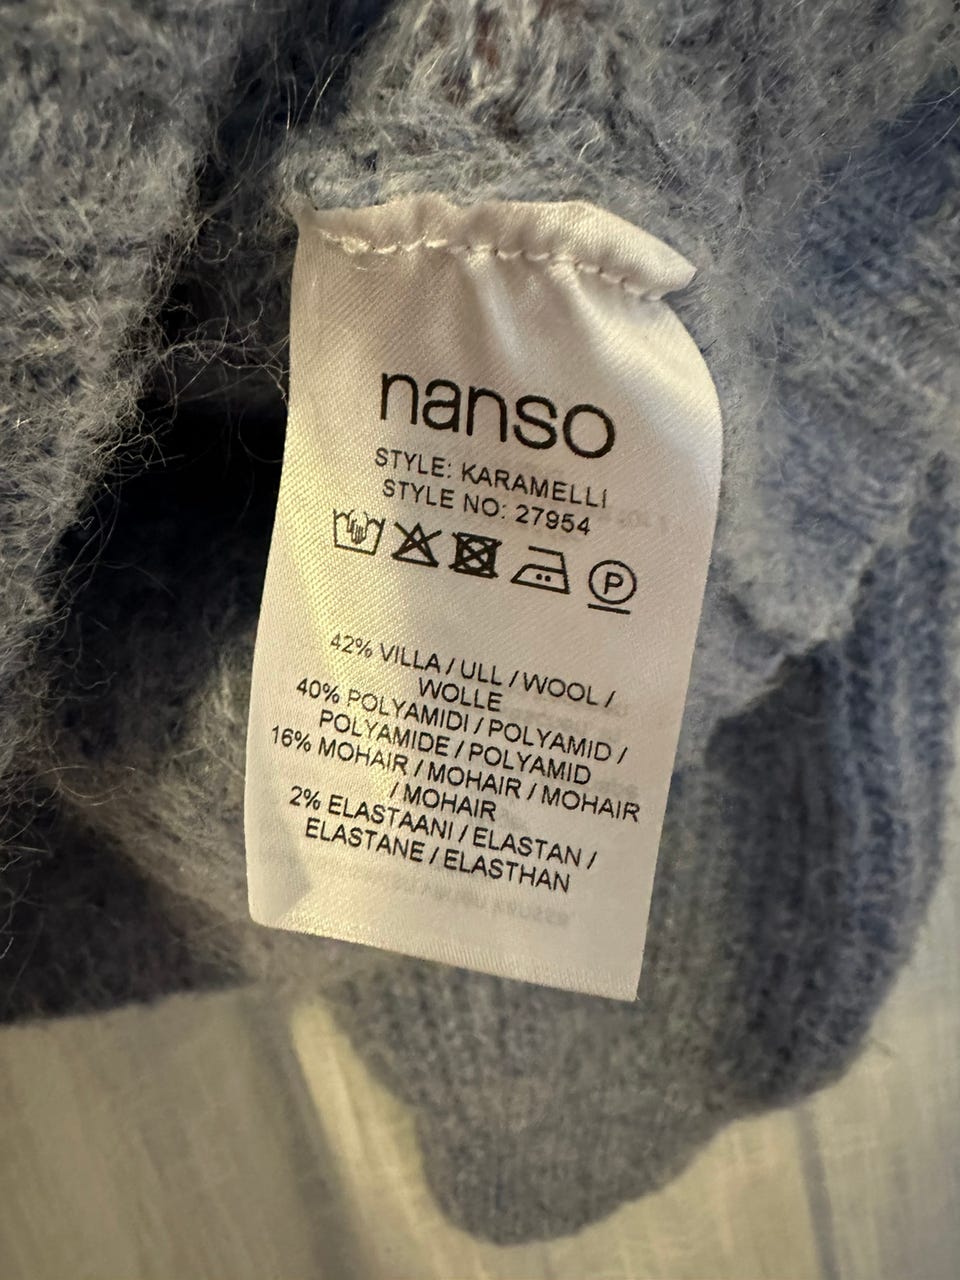 nanso
STYLE: KARAMELLI
STYLE NO: 27954
P
42% VILLA / ULL / WOOL /
WOLLE
40% POLYAMIDI / POLYAMID /
POLYAMIDE / POLYAMID
16% MOHAIR / MOHAIR / MOHAIR
/ MOHAIR
2% ELASTAANI / ELASTAN /
ELASTANE / ELASTHAN